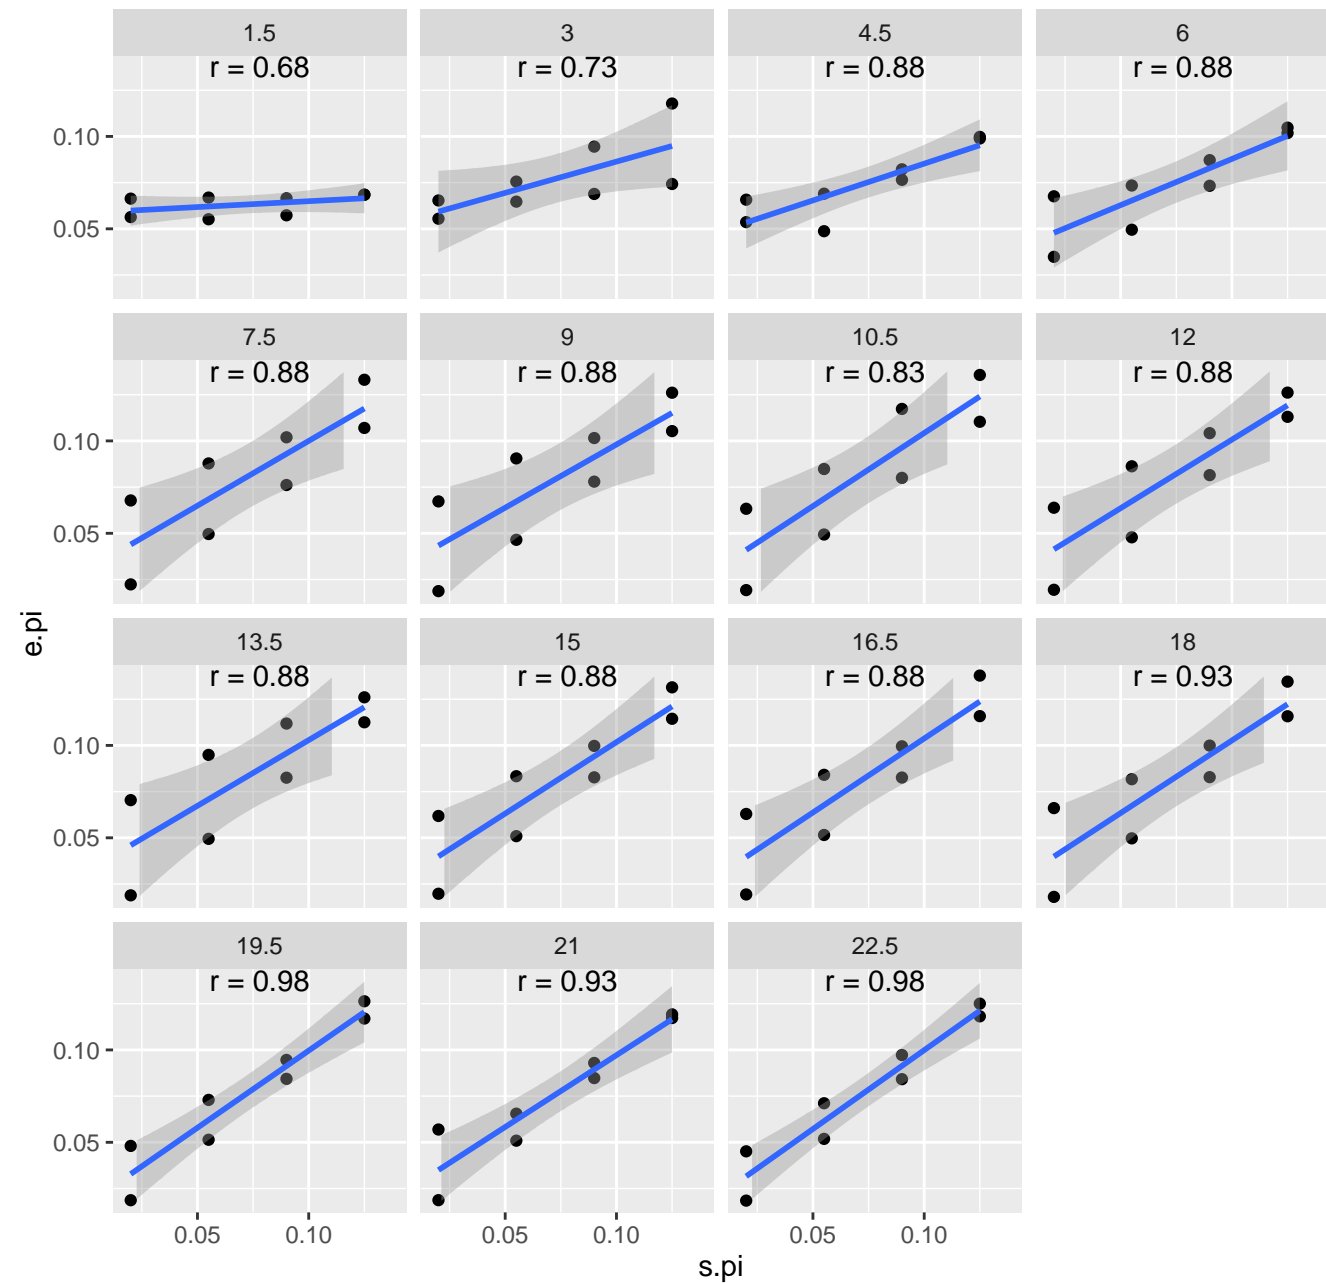 1.5 3 4.5 6
r = 0.68 r = 0.73 r = 0.88 r = 0.88
0.10
0.05
7.5 9 10.5 12
r = 0.88 r = 0.88 r = 0.83 r = 0.88
0.10
0.05
e.pi
13.5 15 16.5 18
r = 0.88 r = 0.88 r = 0.88 r = 0.93
0.10
0.05
19.5 21 22.5
r = 0.98 r = 0.93 r = 0.98
0.10
0.05
0.05 0.10 0.05 0.10 0.05 0.10
s.pi